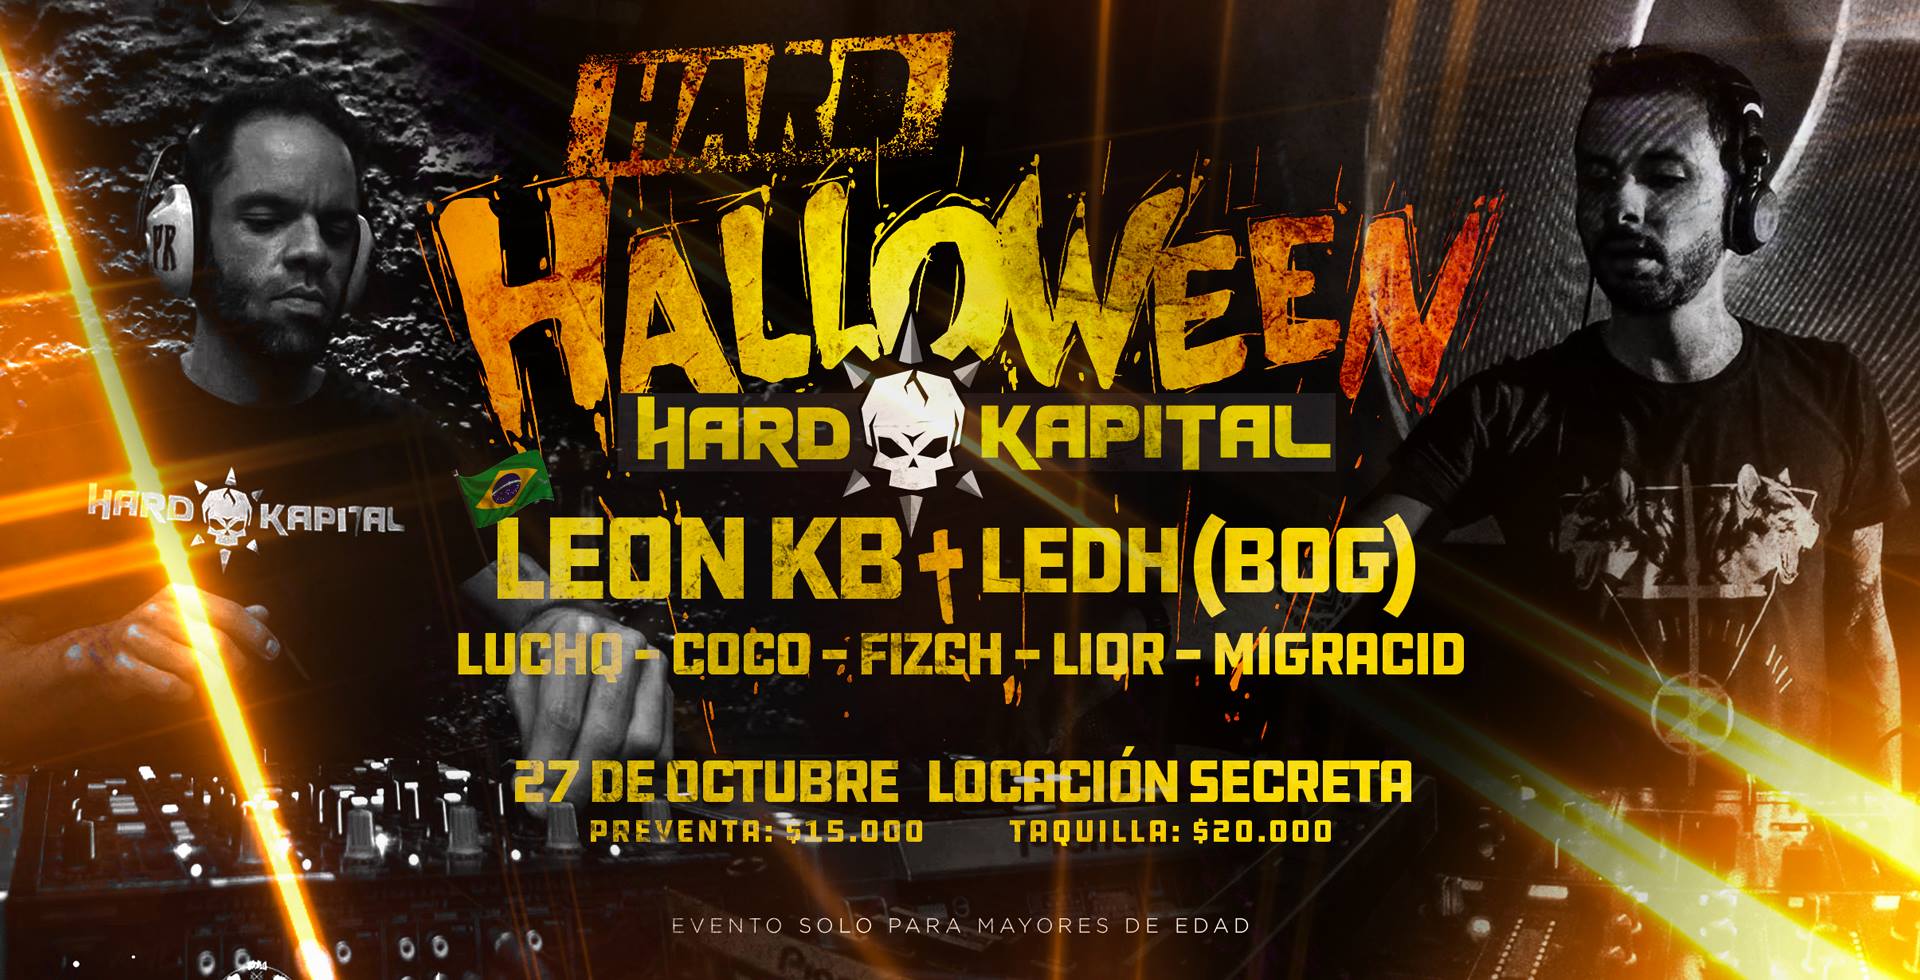 HARD
HALLOWEEN
HARD KAPITAL
PR
HARD KAPITAL
LEON KB † LEDH (BOG)
LUCHQ - COCO - FIZGH - LIQR - MIGRACID
27 DE OCTUBRE LOCACIÓN SECRETA
PREVENTA: $15.000 TAQUILLA: $20.000
EVENTO SOLO PARA MAYORES DE EDAD